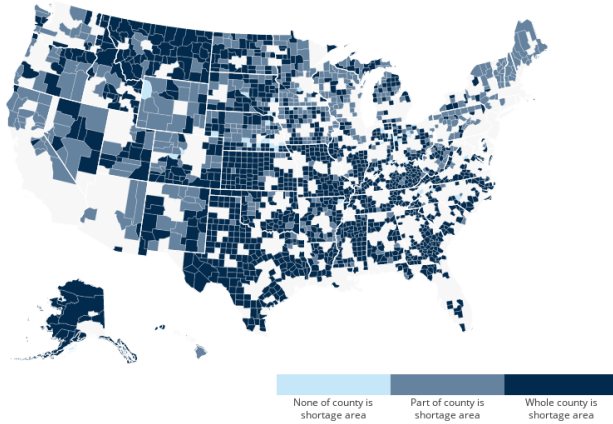 None of county is
shortage area
Part of county is
shortage area
Whole county is
shortage area